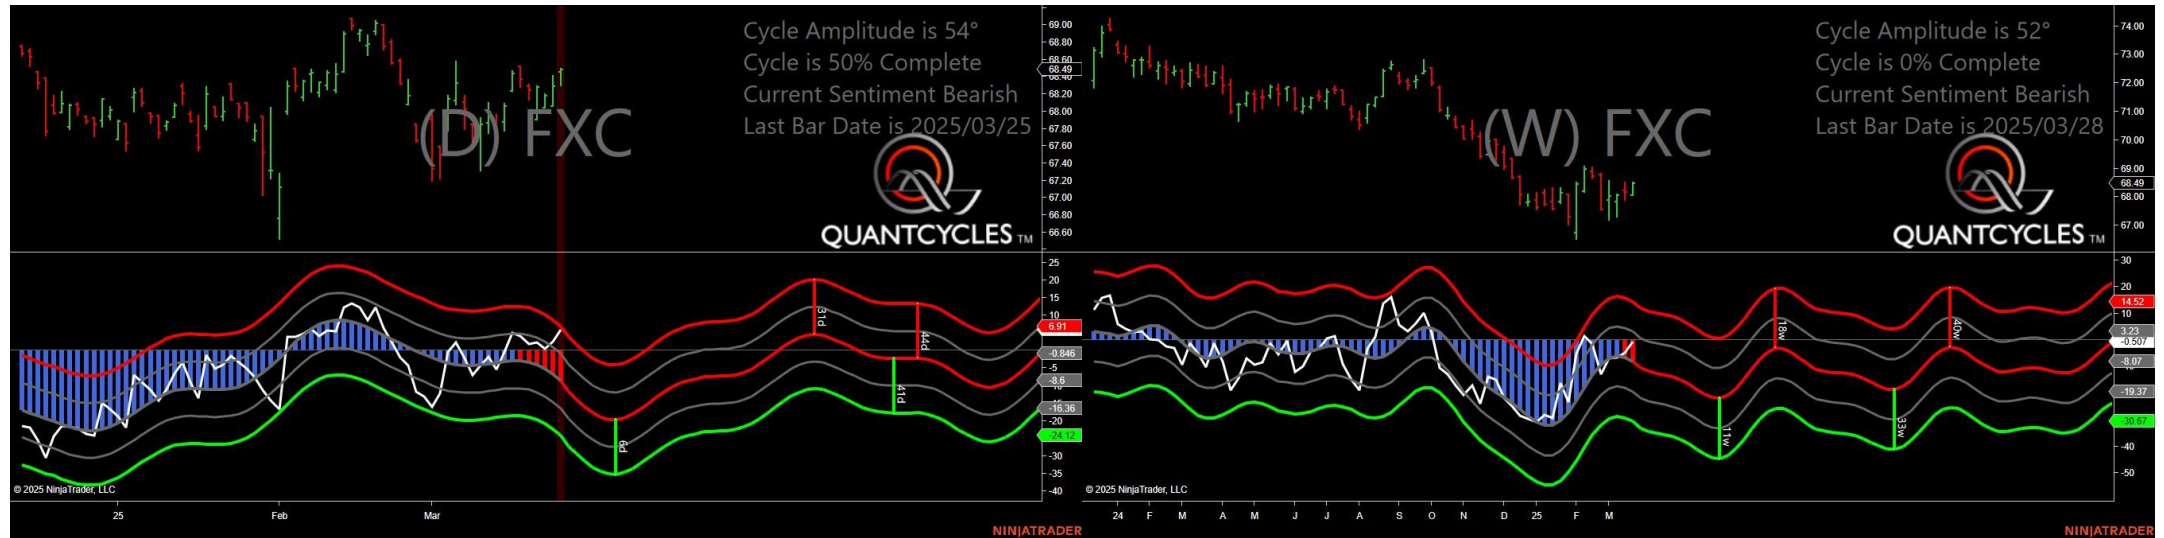 Cycle Amplitude is 54°
Cycle is 50% Complete
Current Sentiment Bearish
Last Bar Date is 2025/03/25
(D) FXC
QUANTCYCLES TM
69.00
68.80
68.60
68.49
68.40
68.20
68.00
67.80
67.60
67.40
67.20
67.00
66.80
66.60
25
20
15
10
6.91
-0.846
-5
-8.6
-16.36
-20
-24.12
-30
-35
-40
6d
31d
41d
44d
© 2025 NinjaTrader, LLC
25 Feb Mar
NINJATRADER
Cycle Amplitude is 52°
Cycle is 0% Complete
Current Sentiment Bearish
Last Bar Date is 2025/03/28
(W) FXC
QUANTCYCLES TM
74.00
73.00
72.00
71.00
70.00
69.00
68.49
68.00
67.00
30
20
14.52
3.23
-0.507
-8.07
-19.37
-30.67
-40
-50
11w
18w
33w
40w
© 2025 NinjaTrader, LLC
24 F M A M J J A S O N D 25 F M
NINJATRADER